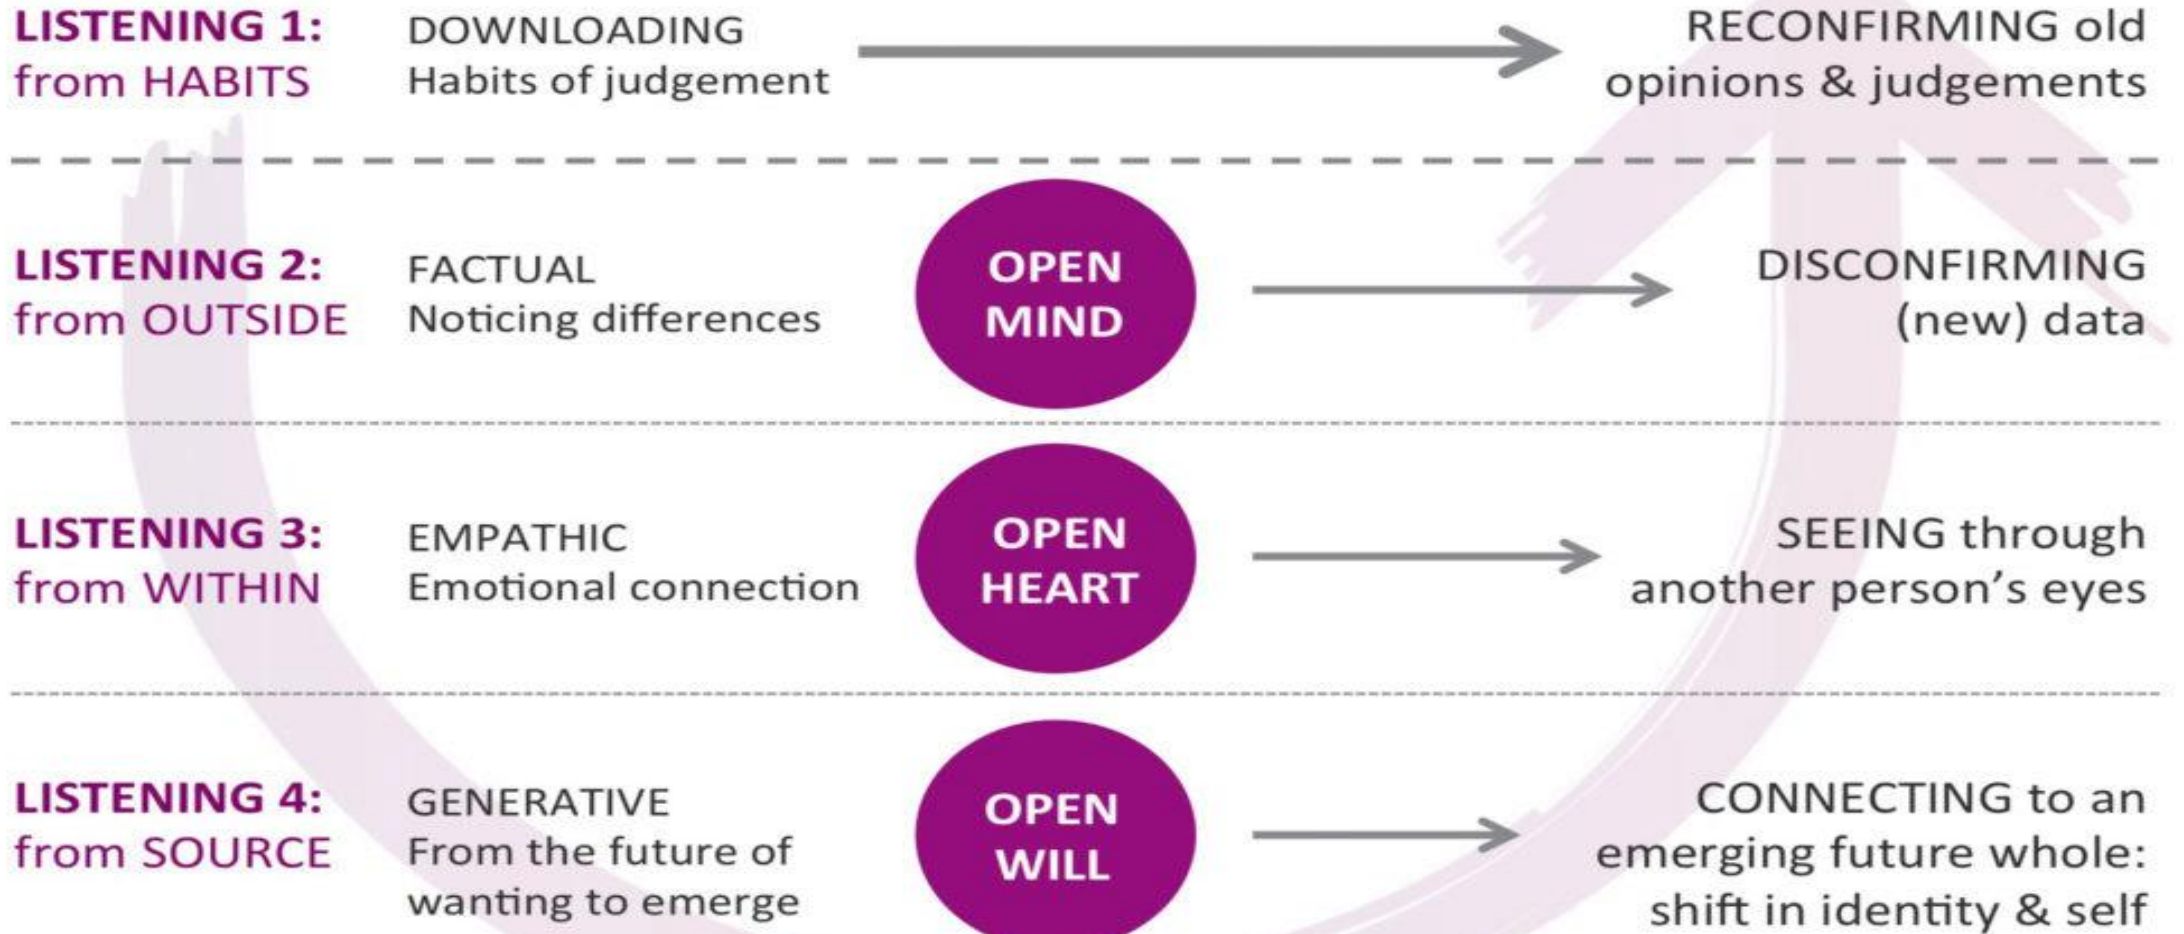 LISTENING 1:
from HABITS
DOWNLOADING
Habits of judgement
RECONFIRMING old
opinions & judgements
LISTENING 2:
from OUTSIDE
FACTUAL
Noticing differences
OPEN
MIND
DISCONFIRMING
(new) data
LISTENING 3:
from WITHIN
EMPATHIC
Emotional connection
OPEN
HEART
SEEING through
another person’s eyes
LISTENING 4:
from SOURCE
GENERATIVE
From the future of
wanting to emerge
OPEN
WILL
CONNECTING to an
emerging future whole:
shift in identity & self